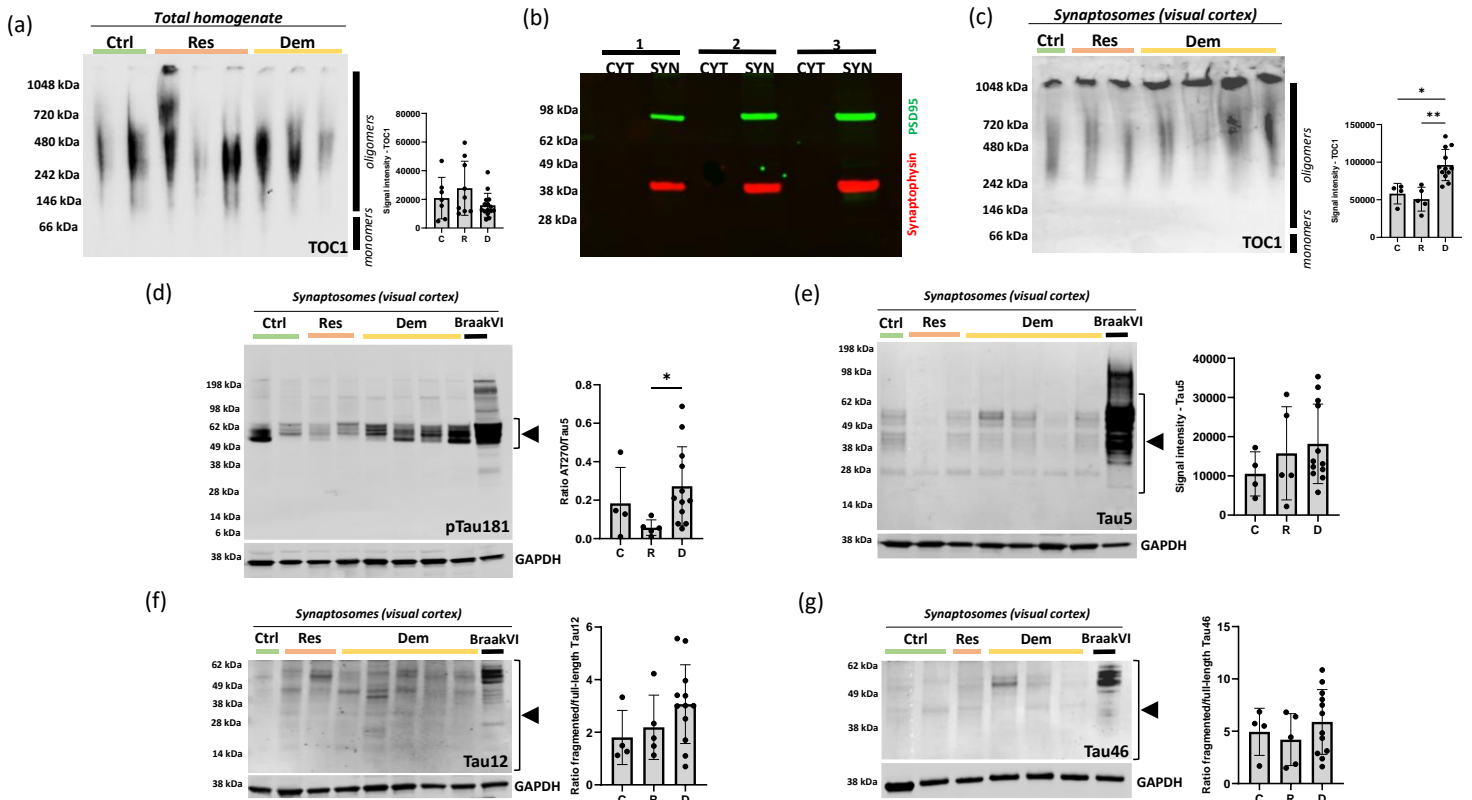 (a)
Total homogenate
Ctrl Res Dem
1048 kDa
720 kDa
480 kDa
242 kDa
146 kDa
66 kDa
TOC1
oligomers
monomers
Signal intensity - TOC1
80000
60000
40000
20000
0
C R D
(b)
1 2 3
CYT SYN CYT SYN CYT SYN
98 kDa
62 kDa
49 kDa
38 kDa
28 kDa
PSD95
Synaptophysin
(c)
Synaptosomes (visual cortex)
Ctrl Res Dem
1048 kDa
720 kDa
480 kDa
242 kDa
146 kDa
66 kDa
TOC1
oligomers
monomers
Signal intensity - TOC1
150000
100000
50000
0
*
**
C R D
(d)
Synaptosomes (visual cortex)
Ctrl Res Dem BraakVI
198 kDa
98 kDa
62 kDa
49 kDa
38 kDa
28 kDa
14 kDa
6 kDa
pTau181
38 kDa
GAPDH
Ratio AT270/Tau5
0.8
0.6
0.4
0.2
0.0
*
C R D
(e)
Synaptosomes (visual cortex)
Ctrl Res Dem BraakVI
198 kDa
98 kDa
62 kDa
49 kDa
38 kDa
28 kDa
14 kDa
Tau5
38 kDa
GAPDH
Signal intensity - Tau5
40000
30000
20000
10000
0
C R D
(f)
Synaptosomes (visual cortex)
Ctrl Res Dem BraakVI
62 kDa
49 kDa
38 kDa
28 kDa
14 kDa
Tau12
38 kDa
GAPDH
Ratio fragmented/full-length Tau12
6
4
2
0
C R D
(g)
Synaptosomes (visual cortex)
Ctrl Res Dem BraakVI
62 kDa
49 kDa
38 kDa
28 kDa
14 kDa
Tau46
38 kDa
GAPDH
Ratio fragmented/full-length Tau46
15
10
5
0
C R D